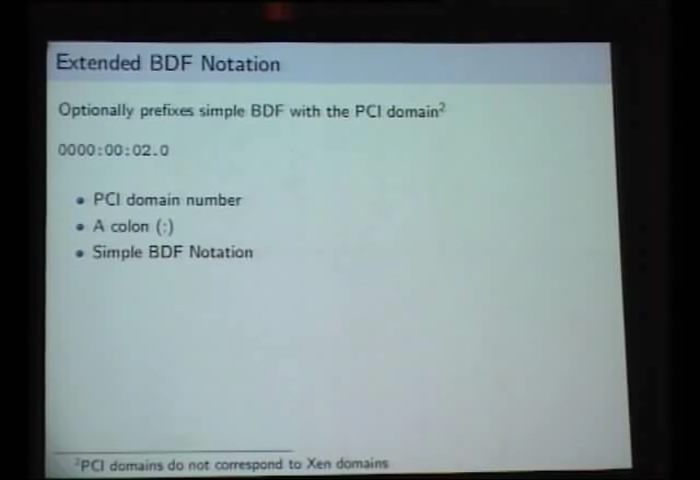 Extended BDF Notation
Optionally prefixes simple BDF with the PCI domain²
0000:00:02.0
• PCI domain number
• A colon (:)
• Simple BDF Notation
²PCI domains do not correspond to Xen domains